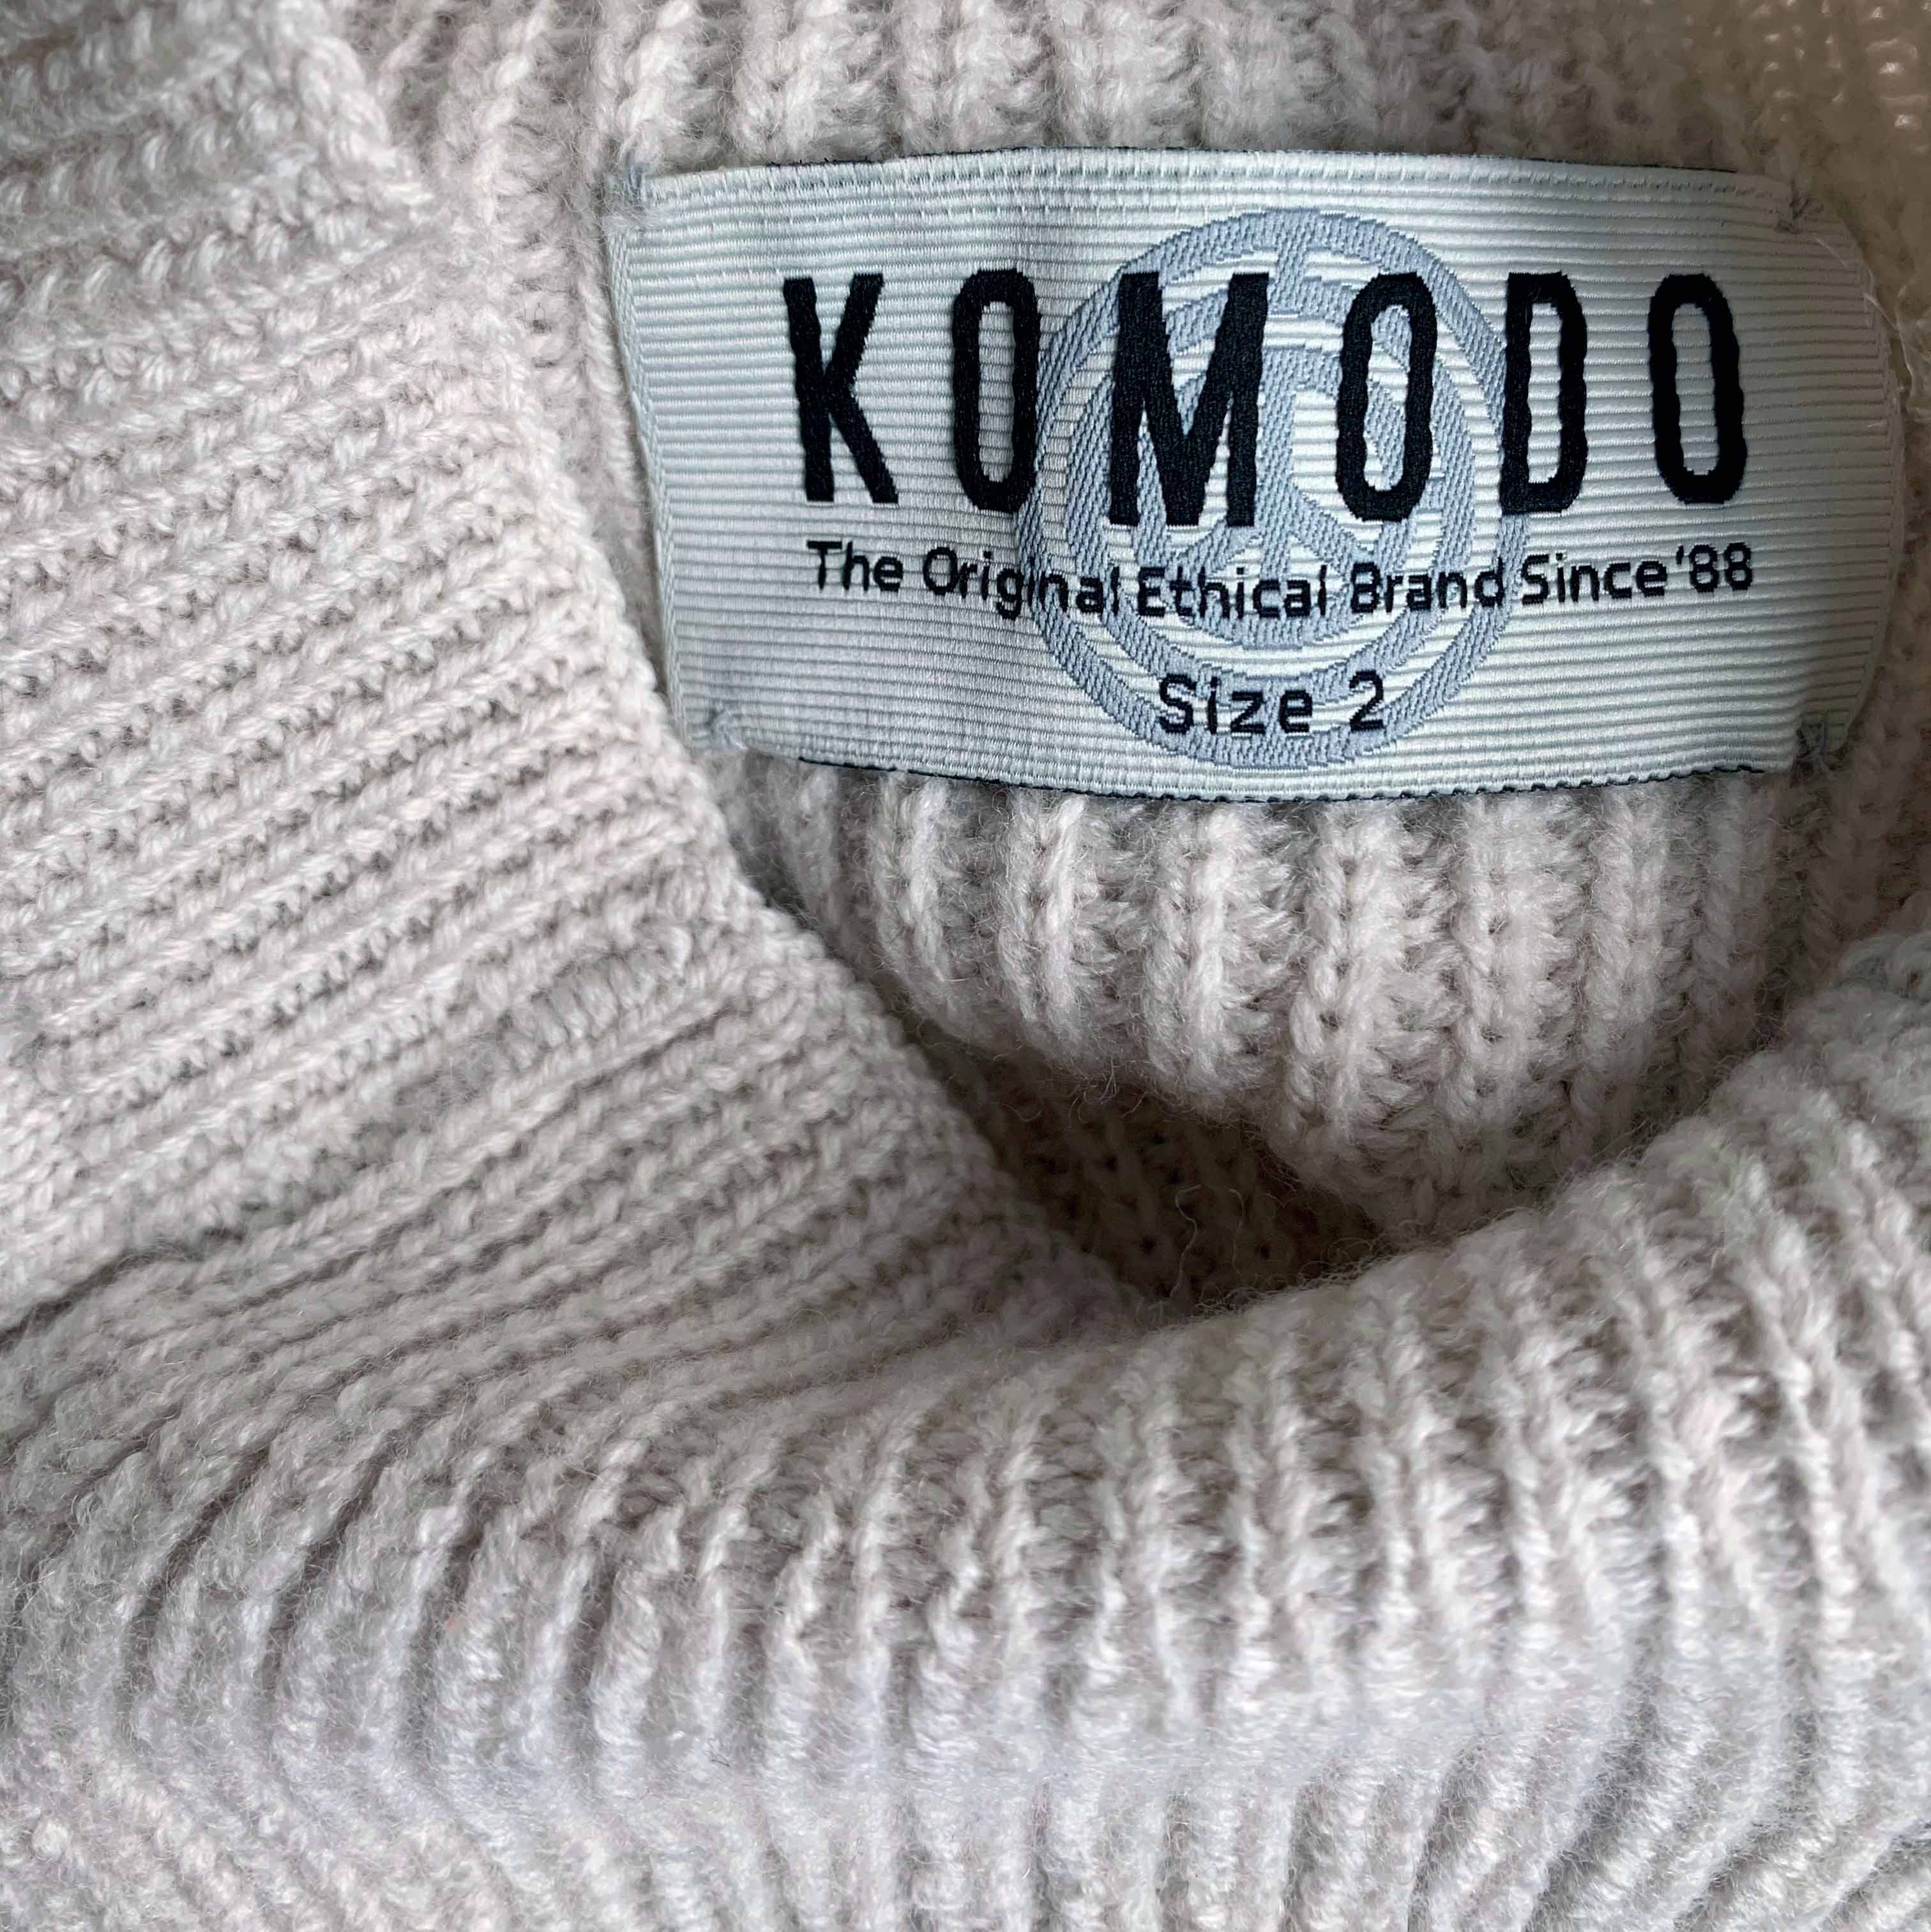 KOMODO
The Original Ethical Brand Since '88
Size 2